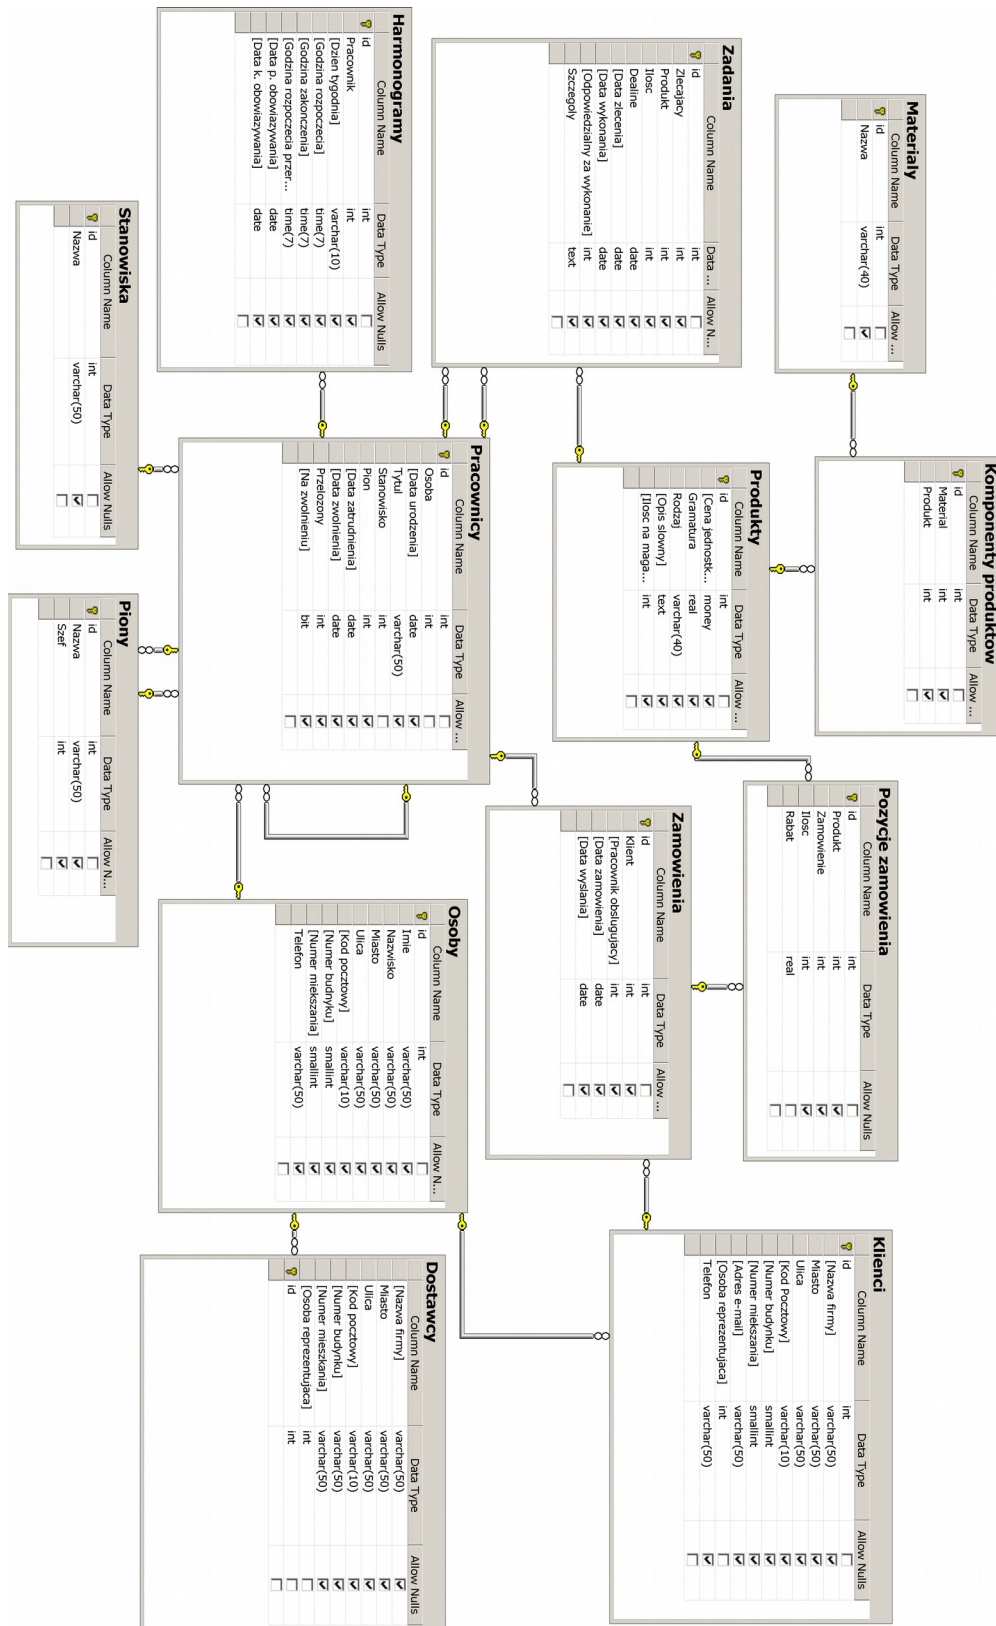 Materialy
Column Name Data Type Allow ...
id int
Nazwa varchar(40)
Komponenty produktow
Column Name Data Type Allow ...
id int
Material int
Produkt int
Pozycje zamowienia
Column Name Data Type Allow Nulls
id int
Produkt int
Zamowienie int
Ilosc int
Rabat real
Klienci
Column Name Data Type Allow Nulls
id int
[Nazwa firmy] varchar(50)
Miasto varchar(50)
Ulica varchar(50)
[Kod Pocztowy] varchar(10)
[Numer budynku] smallint
[Numer miekszania] smallint
[Adres e-mail] varchar(50)
[Osoba reprezentujaca] int
Telefon varchar(50)
Zadania
Column Name Data ... Allow N...
id int
Zlecajacy int
Produkt int
Ilosc int
Dealine date
[Data zlecenia] date
[Data wykonania] date
[Odpowiedzialny za wykonanie] int
Szczegoly text
Produkty
Column Name Data Type Allow ...
id int
[Cena jednostk... money
Gramatura real
Rodzaj varchar(40)
[Opis slowny] text
[Ilosc na maga... int
Zamowienia
Column Name Data Type Allow ...
id int
Klient int
[Pracownik obslugujacy] int
[Data zamowienia] date
[Data wyslania] date
Harmonogramy
Column Name Data Type Allow Nulls
id int
Pracownik int
[Dzien tygodnia] varchar(10)
[Godzina rozpoczecia] time(7)
[Godzina zakonczenia] time(7)
[Godzina rozpoczecia przer... time(7)
[Data p. obowiazywania] date
[Data k. obowiazywania] date
Pracownicy
Column Name Data Type Allow ...
id int
Osoba int
[Data urodzenia] date
Tytul varchar(50)
Stanowisko int
Pion int
[Data zatrudnienia] date
[Data zwolnienia] date
Przelozony int
[Na zwolnieniu] bit
Osoby
Column Name Data Type Allow N...
id int
Imie varchar(50)
Nazwisko varchar(50)
Miasto varchar(50)
Ulica varchar(50)
[Kod pocztowy] varchar(10)
[Numer budnyku] smallint
[Numer miekszania] smallint
Telefon varchar(50)
Dostawcy
Column Name Data Type Allow Nulls
[Nazwa firmy] varchar(50)
Miasto varchar(50)
Ulica varchar(50)
[Kod pocztowy] varchar(10)
[Numer budynku] varchar(50)
[Numer mieszkania] varchar(50)
[Osoba reprezentujaca] int
id int
Stanowiska
Column Name Data Type Allow Nulls
id int
Nazwa varchar(50)
Piony
Column Name Data Type Allow N...
id int
Nazwa varchar(50)
Szef int